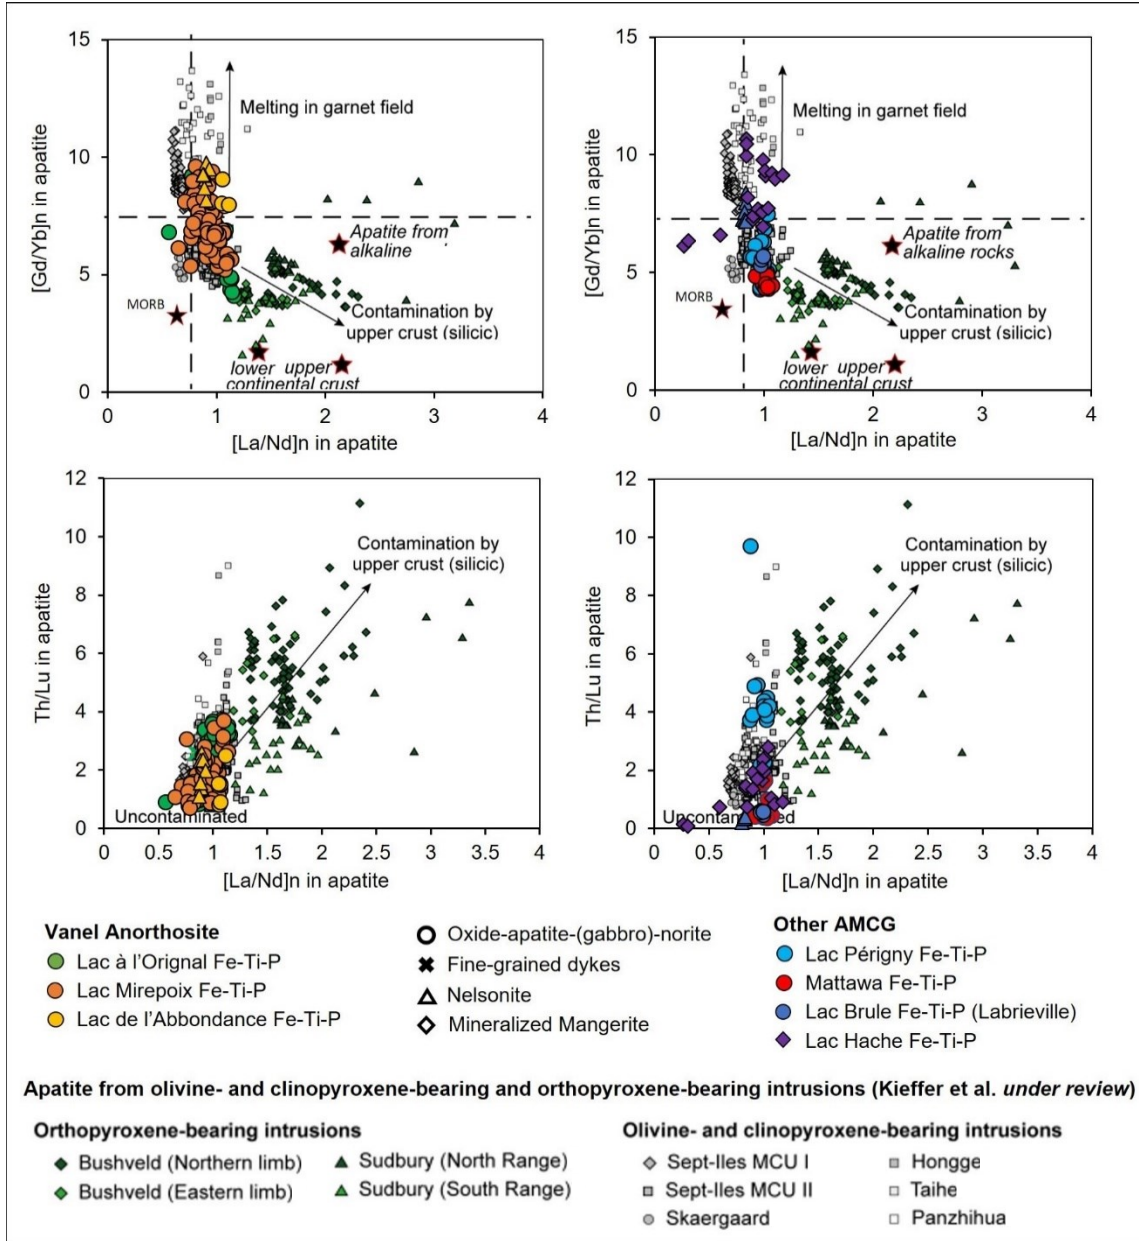 15
10
5
0
[Gd/Yb]n in apatite
Melting in garnet field
Apatite from
alkaline
MORB
Contamination by
upper crust (silicic)
lower upper
continental crust
0 1 2 3 4
[La/Nd]n in apatite
15
10
5
0
[Gd/Yb]n in apatite
Melting in garnet field
Apatite from
alkaline rocks
MORB
Contamination by
upper crust (silicic)
lower upper
continental crust
0 1 2 3 4
[La/Nd]n in apatite
12
10
8
6
4
2
0
Th/Lu in apatite
Contamination by
upper crust (silicic)
Uncontaminated
0 0.5 1 1.5 2 2.5 3 3.5 4
[La/Nd]n in apatite
12
10
8
6
4
2
0
Th/Lu in apatite
Contamination by
upper crust (silicic)
Uncontaminated
0 0.5 1 1.5 2 2.5 3 3.5 4
[La/Nd]n in apatite
Vanel Anorthosite
Lac à l'Orignal Fe-Ti-P
Lac Mirepoix Fe-Ti-P
Lac de l'Abbondance Fe-Ti-P
Oxide-apatite-(gabbro)-norite
Fine-grained dykes
Nelsonite
Mineralized Mangerite
Other AMCG
Lac Périgny Fe-Ti-P
Mattawa Fe-Ti-P
Lac Brule Fe-Ti-P (Labrieville)
Lac Hache Fe-Ti-P
Apatite from olivine- and clinopyroxene-bearing and orthopyroxene-bearing intrusions (Kieffer et al. under review)
Orthopyroxene-bearing intrusions
Bushveld (Northern limb)
Bushveld (Eastern limb)
Sudbury (North Range)
Sudbury (South Range)
Olivine- and clinopyroxene-bearing intrusions
Sept-Iles MCU I
Sept-Iles MCU II
Skaergaard
Hongge
Taihe
Panzhihua